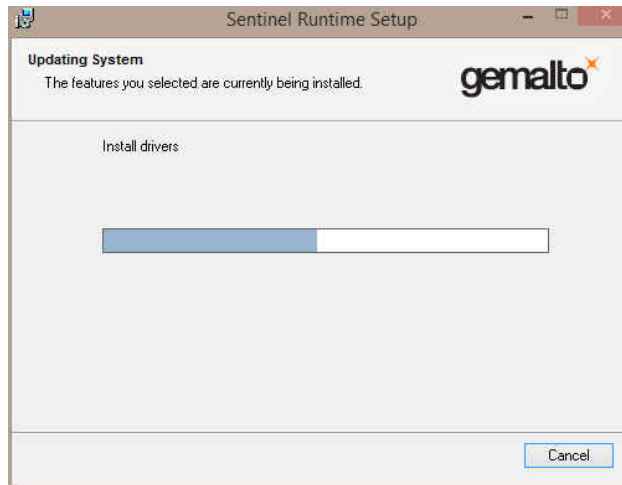 Sentinel Runtime Setup
Updating System
The features you selected are currently being installed.
gemalto
Install drivers
Cancel